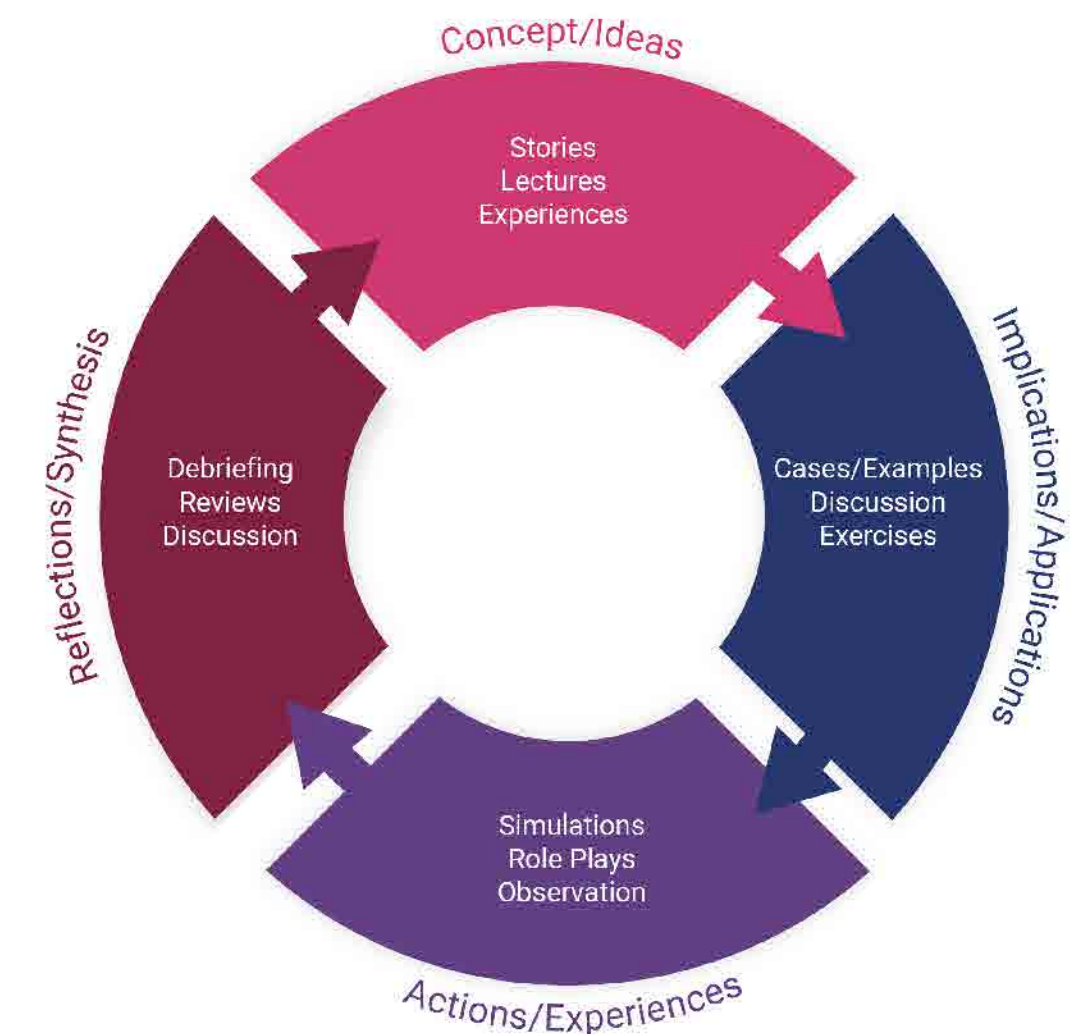 Concept/Ideas
Stories
Lectures
Experiences
Implications/Applications
Cases/Examples
Discussion
Exercises
Actions/Experiences
Simulations
Role Plays
Observation
Reflections/Synthesis
Debriefing
Reviews
Discussion